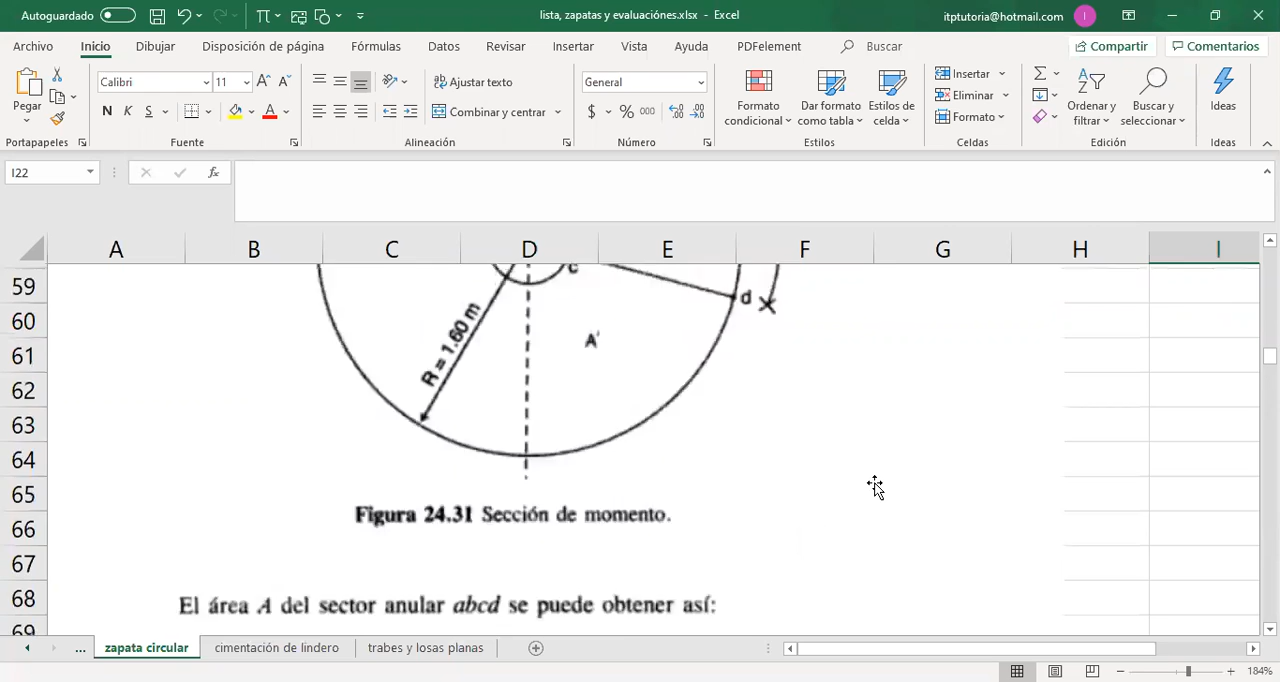 Autoguardado
lista, zapatas y evaluaciónes.xlsx - Excel
itptutoria@hotmail.com
I
Archivo Inicio Dibujar Disposición de página Fórmulas Datos Revisar Insertar Vista Ayuda PDFelement Buscar Compartir Comentarios
Pegar
Portapapeles
Calibri 11
N K S
Fuente
Ajustar texto
Combinar y centrar
Alineación
General
$ % 000
Número
Formato condicional
Dar formato como tabla
Estilos de celda
Estilos
Insertar
Eliminar
Formato
Celdas
Ordenar y filtrar
Buscar y seleccionar
Edición
Ideas
Ideas
I22
fx
A B C D E F G H I
59
60
61
62
63
64
65
66
67
68
69
c
d
R = 1.60 m
A'
Figura 24.31 Sección de momento.
El área A del sector anular abcd se puede obtener así:
... zapata circular cimentación de lindero trabes y losas planas
184%